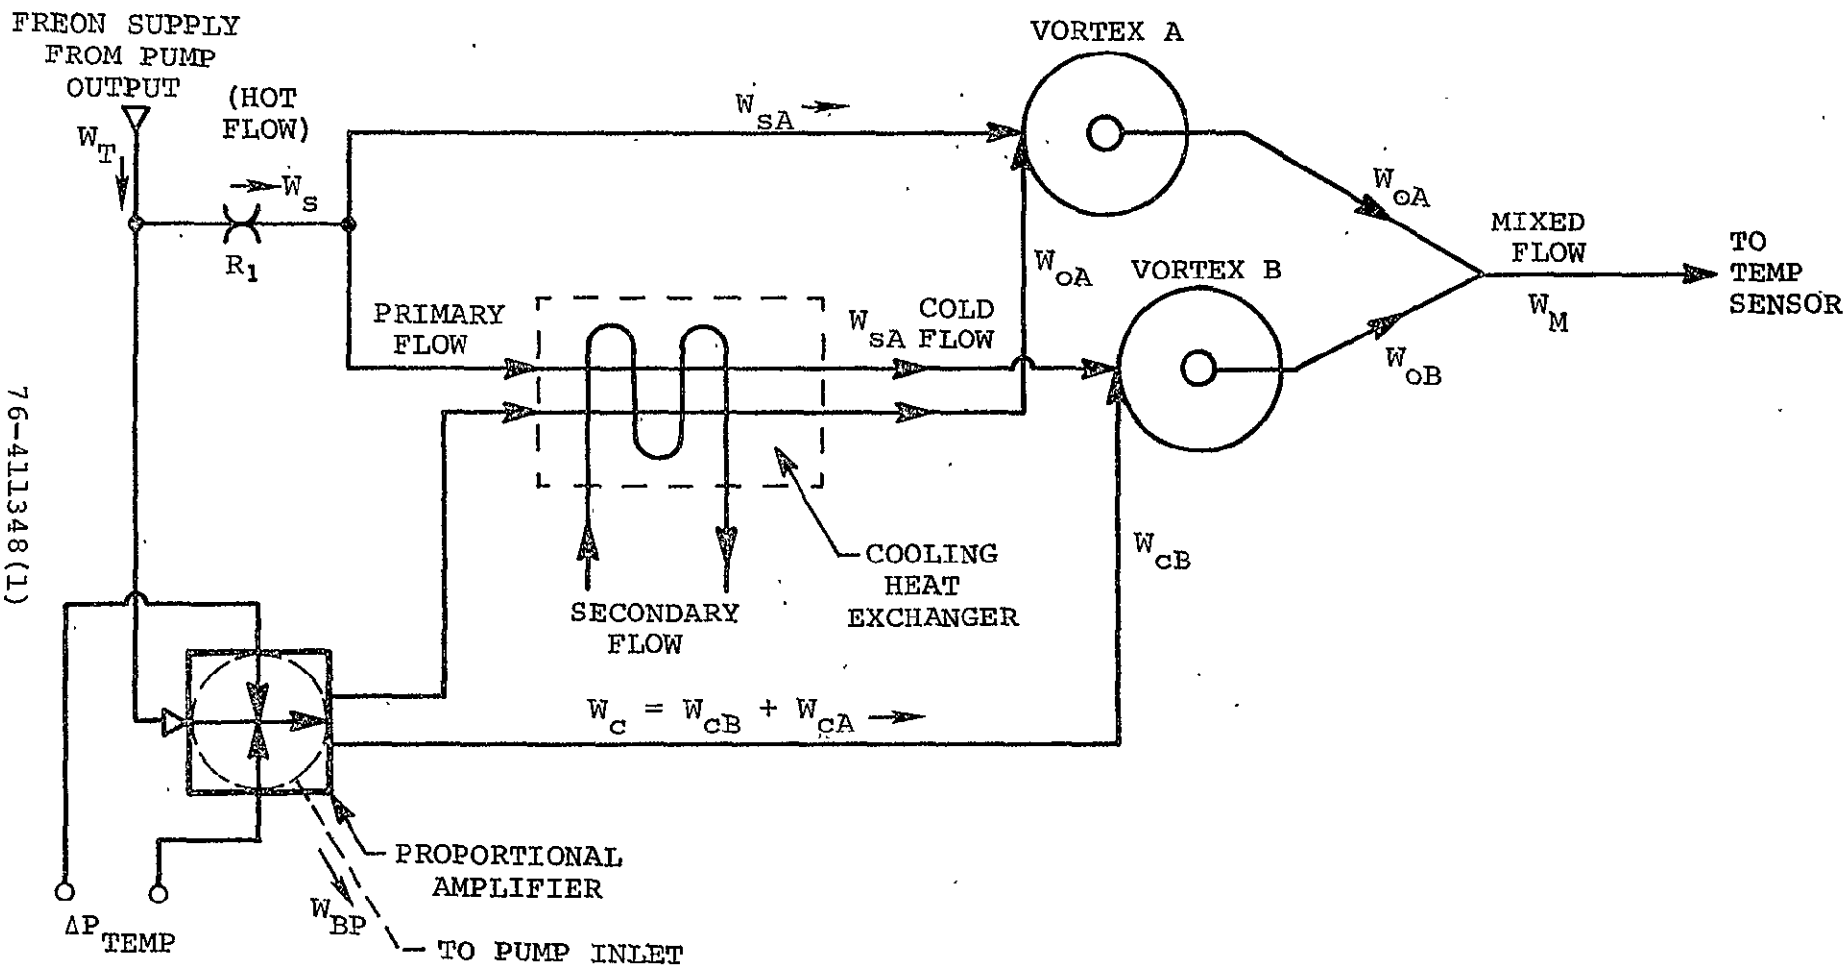 FREON SUPPLY
FROM PUMP
OUTPUT
(HOT
FLOW)
W_T
W_s
R_1
W_sA
VORTEX A
W_oA
MIXED
FLOW
W_M
TO
TEMP
SENSOR
W_oA
VORTEX B
W_oB
PRIMARY
FLOW
W_sA
COLD
FLOW
COOLING
HEAT
EXCHANGER
SECONDARY
FLOW
W_cB
W_c = W_cB + W_cA
PROPORTIONAL
AMPLIFIER
W_BP
TO PUMP INLET
ΔP_TEMP
76-411348(1)